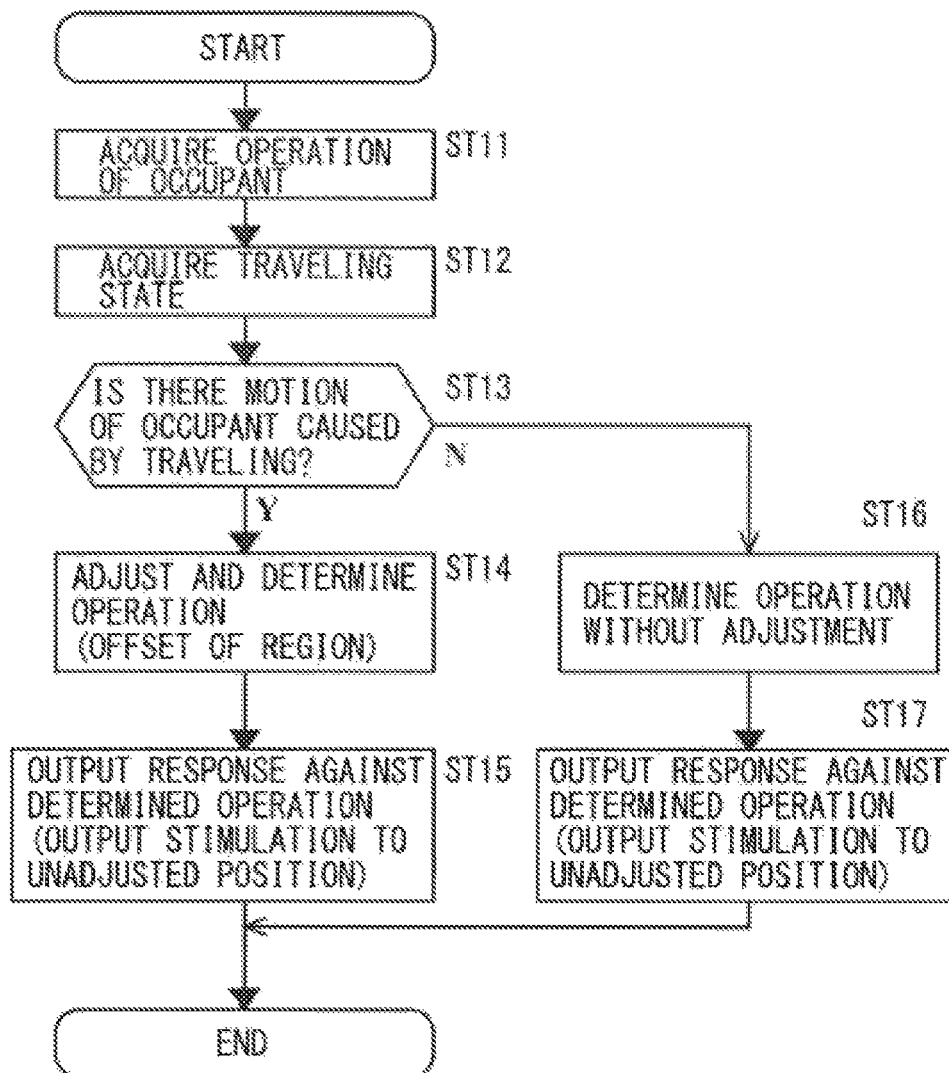 START
ACQUIRE OPERATION
OF OCCUPANT
ST11
ACQUIRE TRAVELING
STATE
ST12
IS THERE MOTION
OF OCCUPANT CAUSED
BY TRAVELING?
ST13
N
Y
ADJUST AND DETERMINE
OPERATION
(OFFSET OF REGION)
ST14
ST16
DETERMINE OPERATION
WITHOUT ADJUSTMENT
OUTPUT RESPONSE AGAINST
DETERMINED OPERATION
(OUTPUT STIMULATION TO
UNADJUSTED POSITION)
ST15
ST17
OUTPUT RESPONSE AGAINST
DETERMINED OPERATION
(OUTPUT STIMULATION TO
UNADJUSTED POSITION)
END